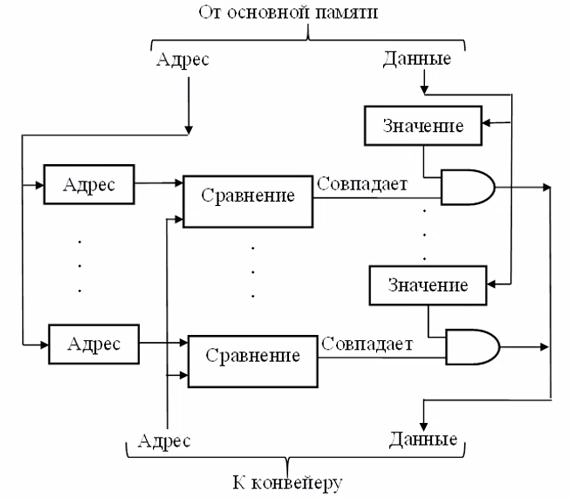 От основной памяти
Адрес
Данные
Значение
Адрес
Сравнение
Совпадает
Значение
Адрес
Сравнение
Совпадает
Адрес
Данные
К конвейеру